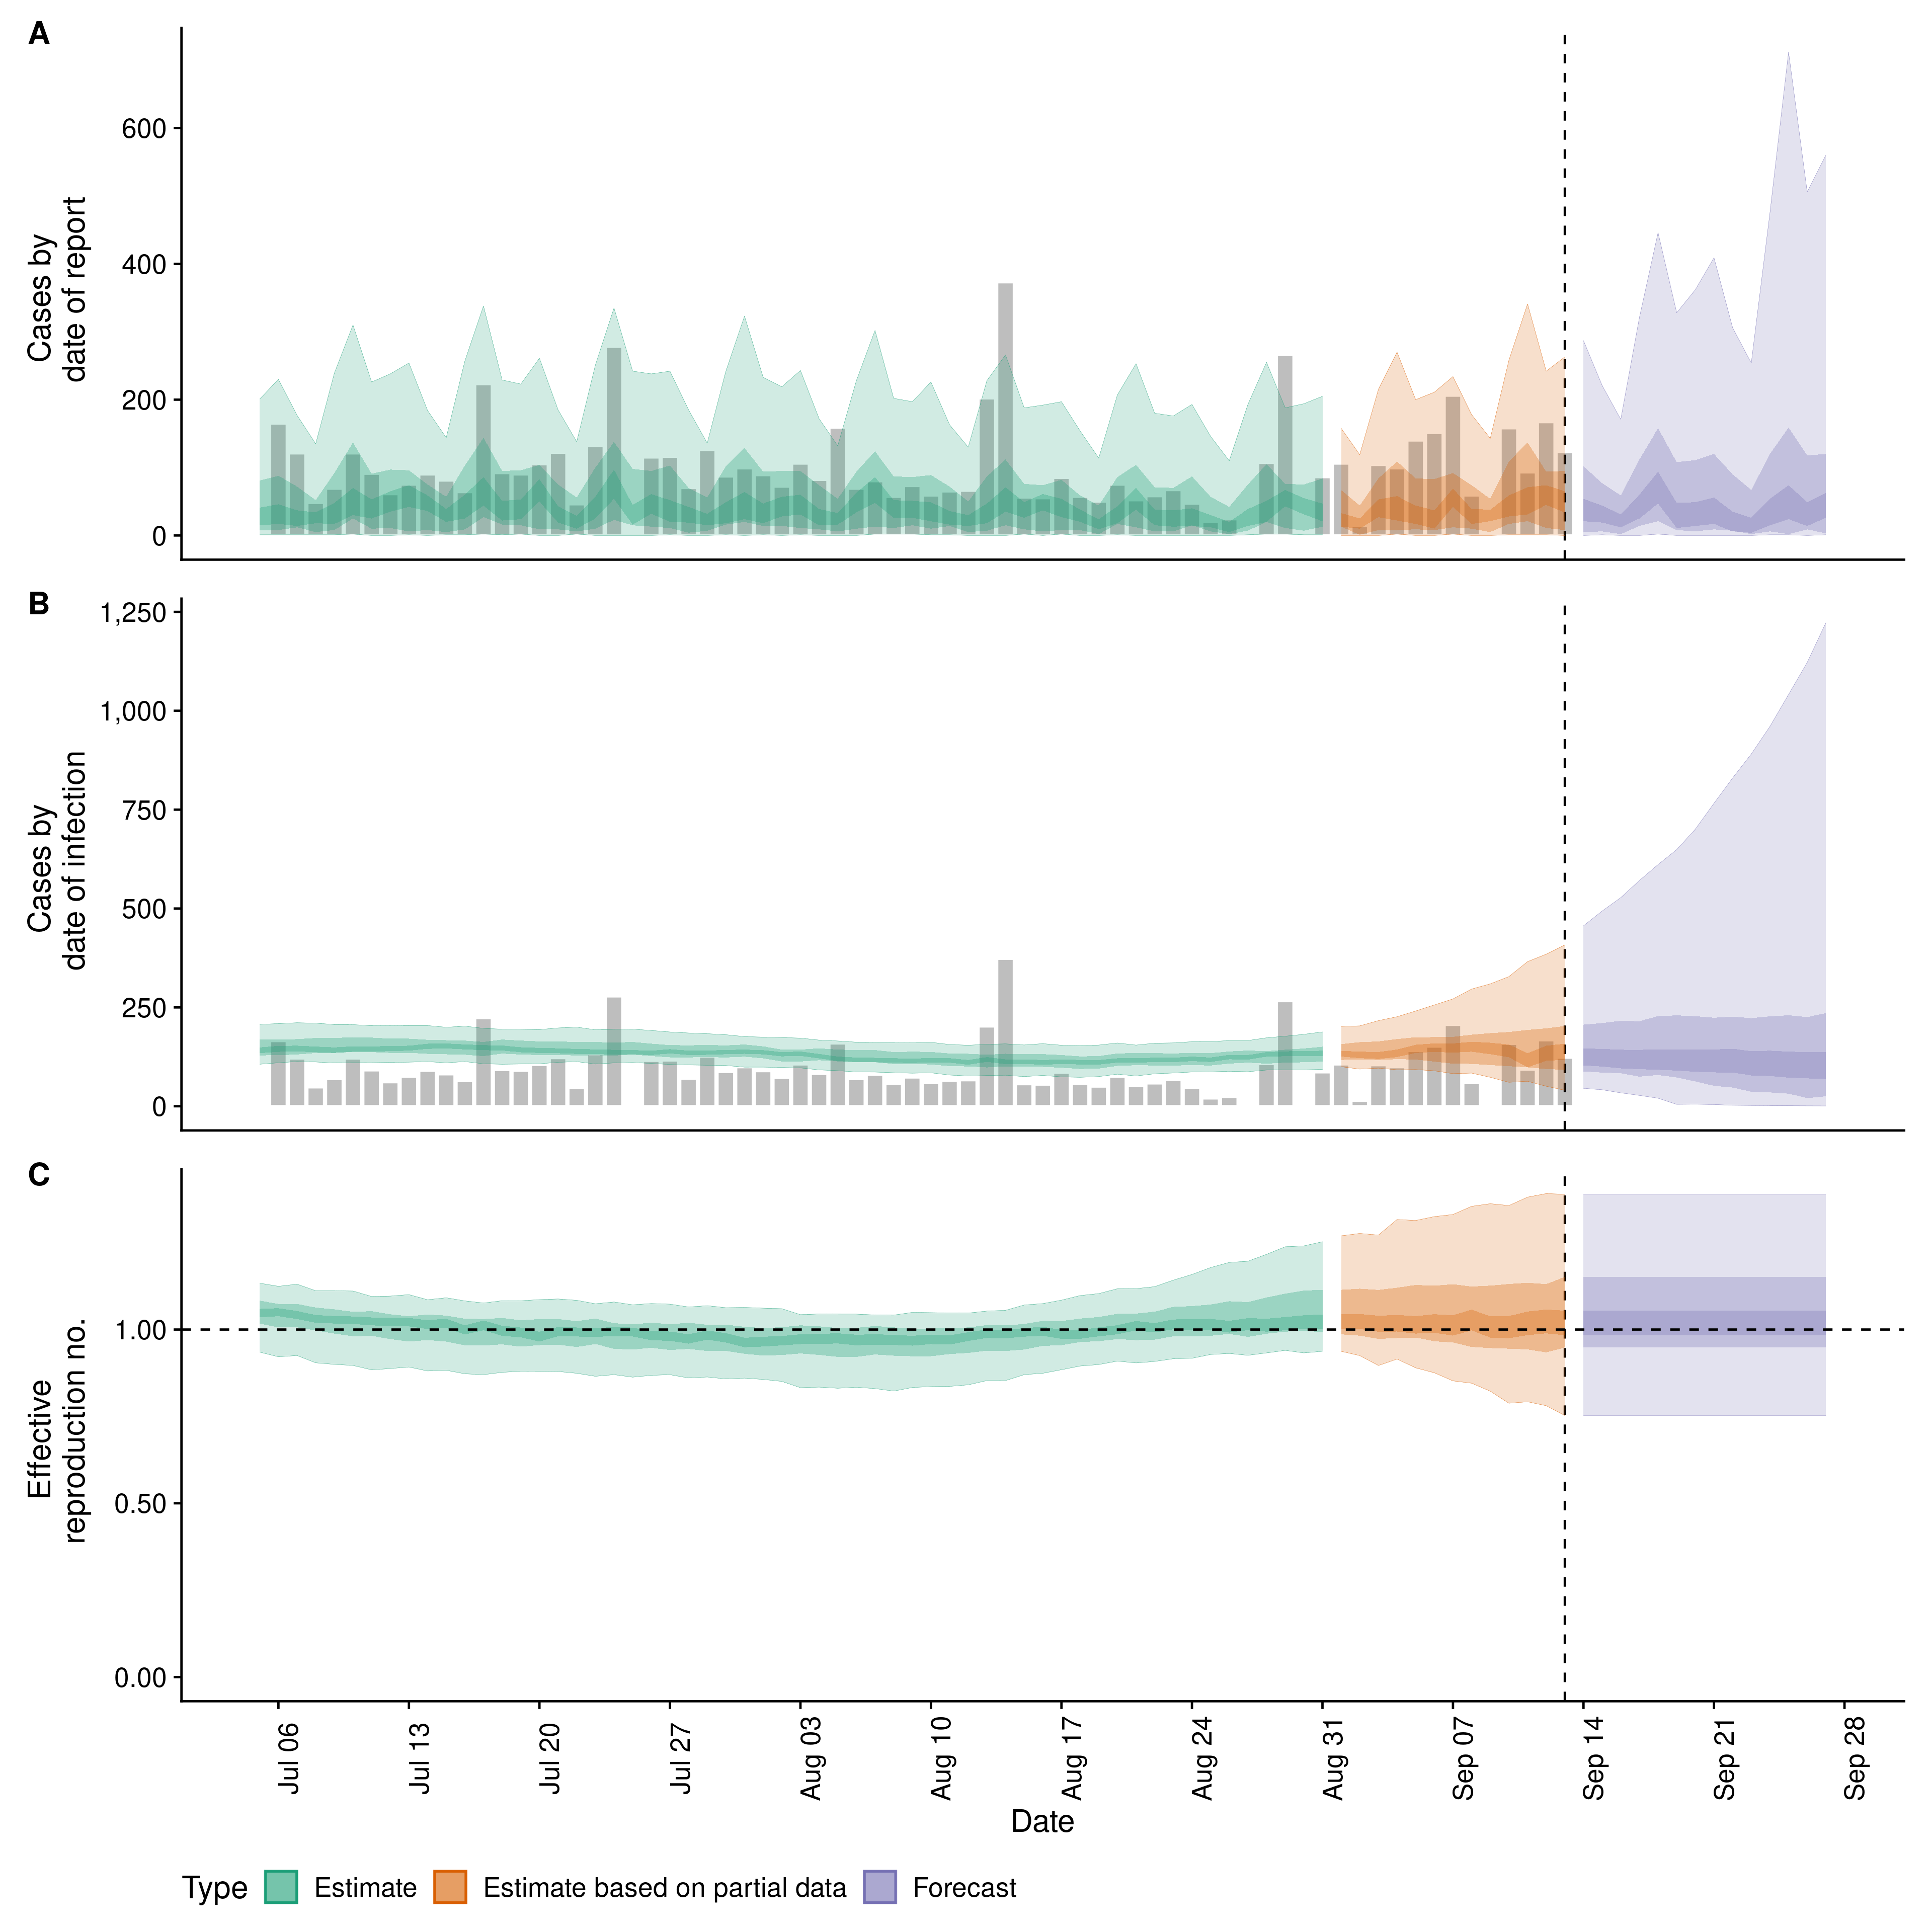 A
Cases by
date of report
600
400
200
0
B
Cases by
date of infection
1,250
1,000
750
500
250
0
C
Effective
reproduction no.
1.00
0.50
0.00
Jul 06
Jul 13
Jul 20
Jul 27
Aug 03
Aug 10
Aug 17
Aug 24
Aug 31
Sep 07
Sep 14
Sep 21
Sep 28
Date
Type
Estimate
Estimate based on partial data
Forecast